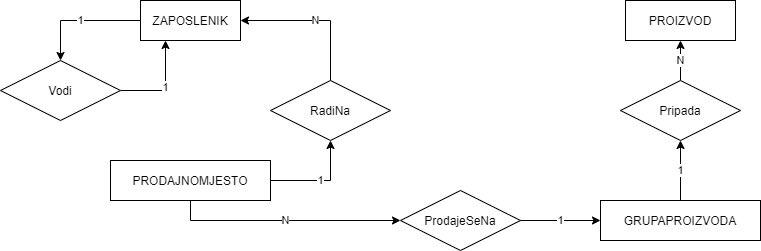 1
ZAPOSLENIK
N
PROIZVOD
Vodi
1
N
RadiNa
Pripada
PRODAJNOMJESTO
1
1
N
ProdajeSeNa
1
GRUPAPROIZVODA